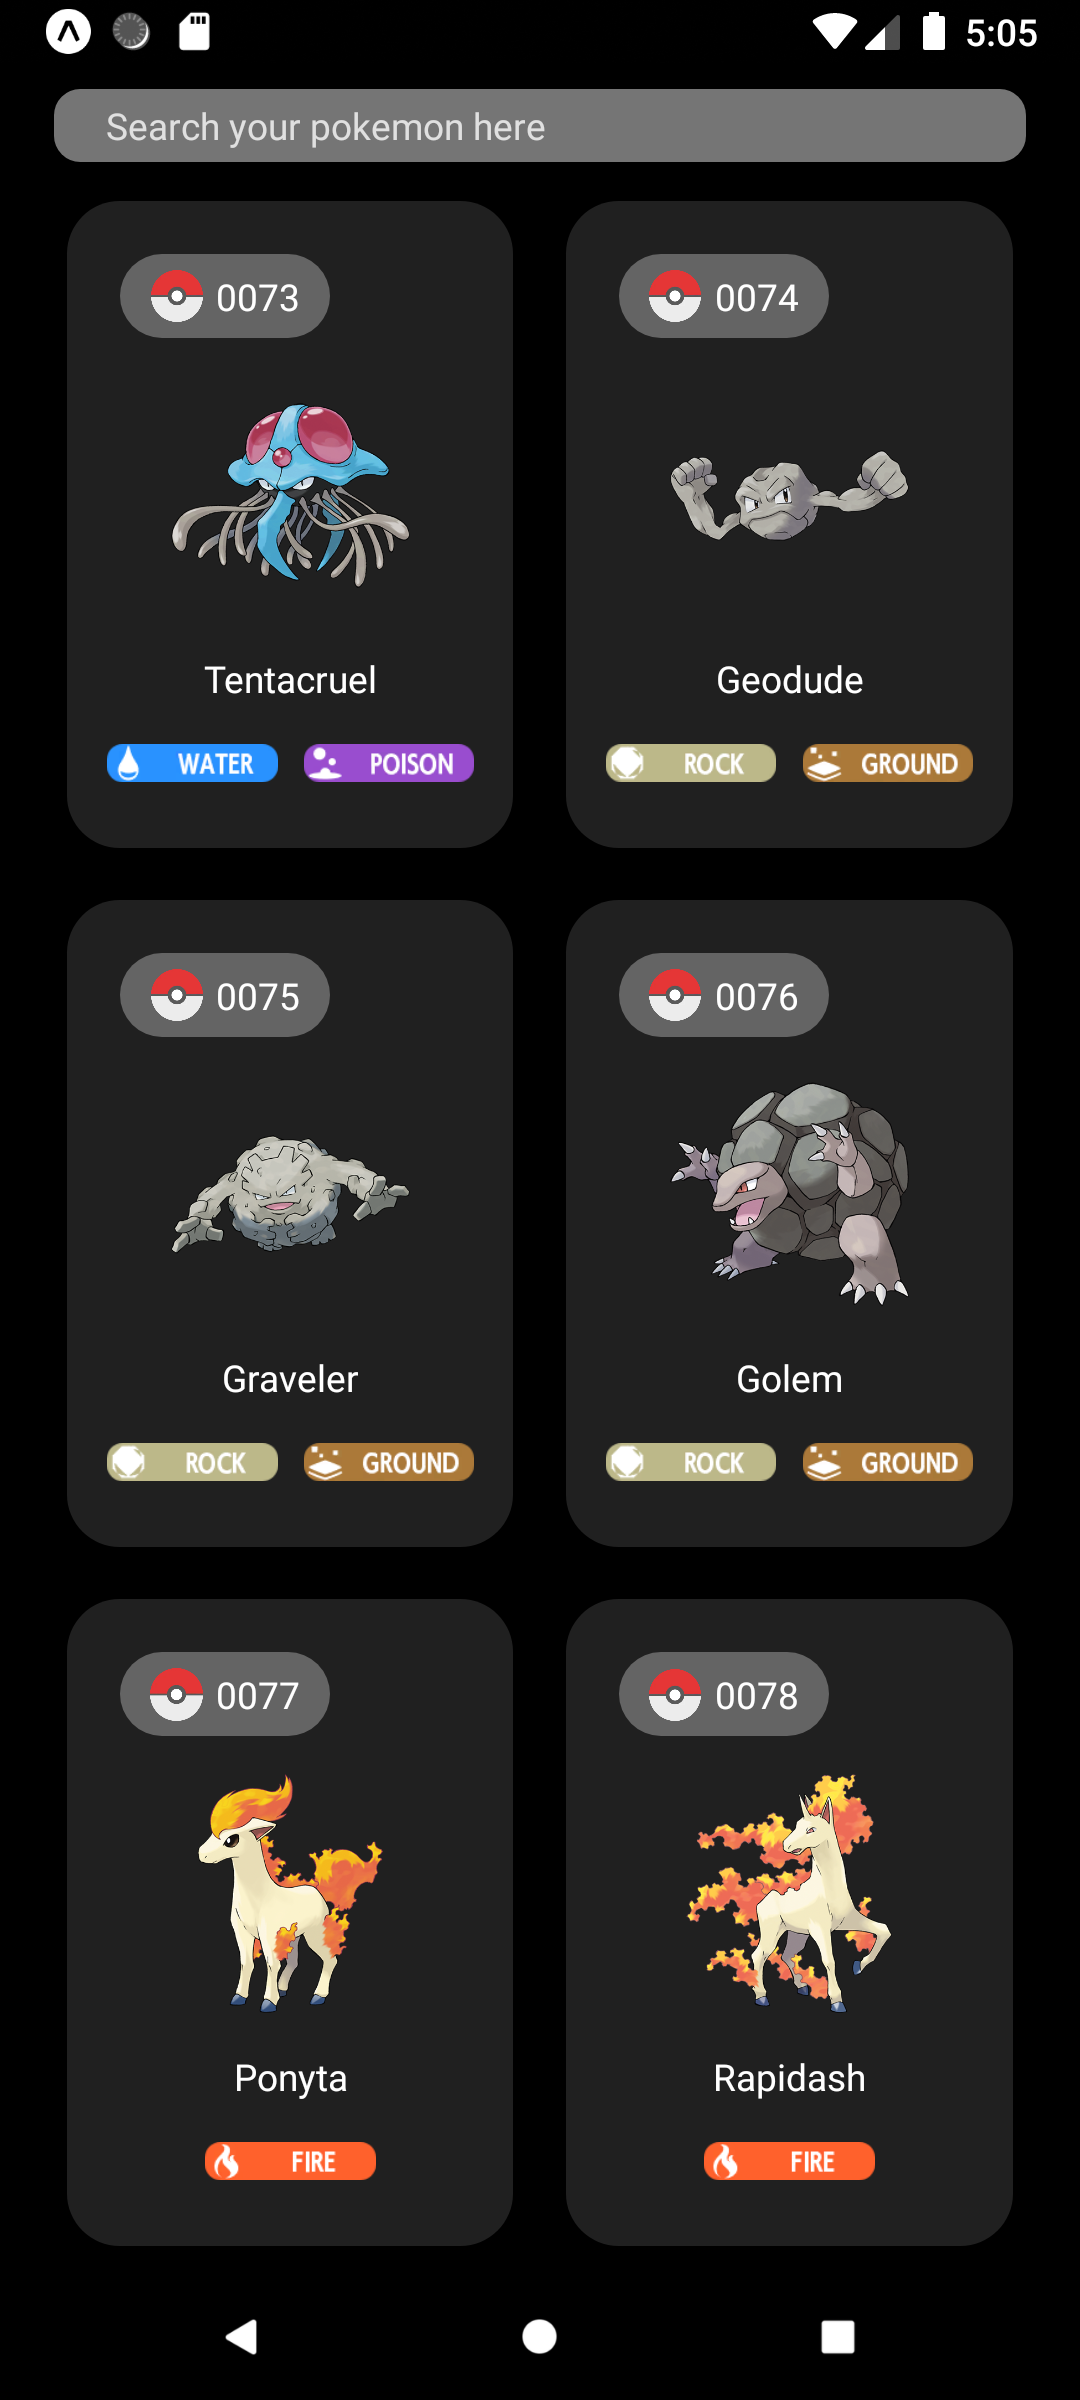 5:05
Search your pokemon here
0073
Tentacruel
WATER
POISON
0074
Geodude
ROCK
GROUND
0075
Graveler
ROCK
GROUND
0076
Golem
ROCK
GROUND
0077
Ponyta
FIRE
0078
Rapidash
FIRE